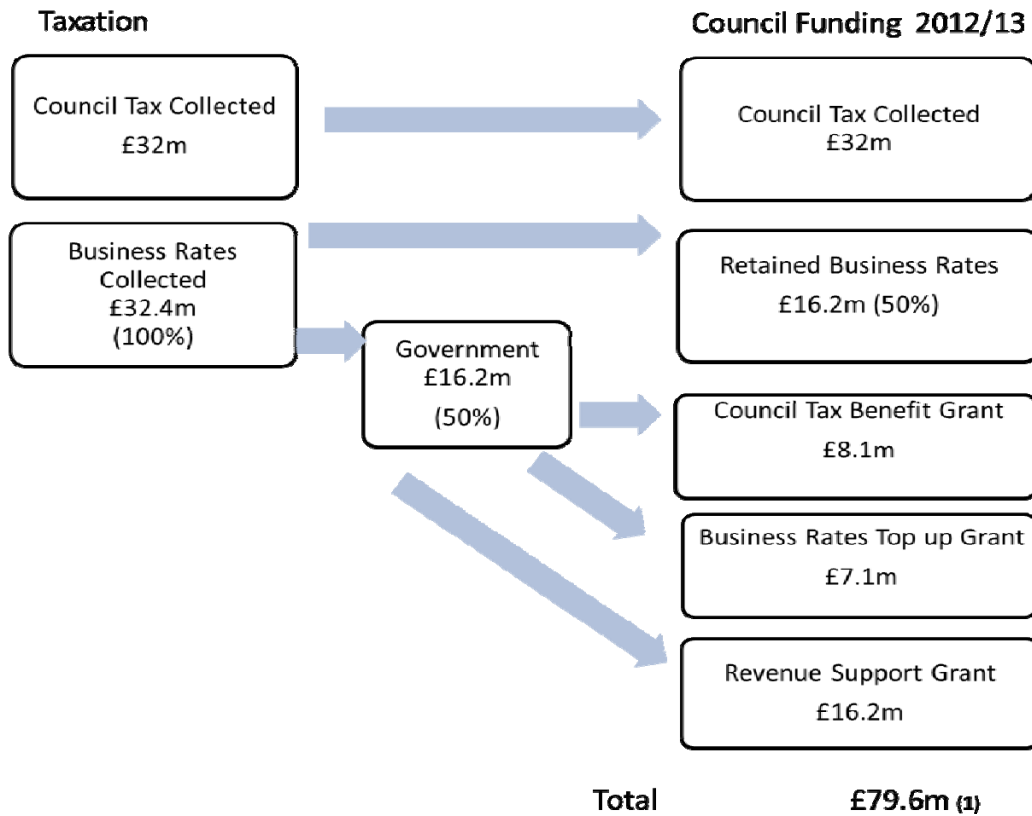 Taxation
Council Funding 2012/13
Council Tax Collected
£32m
Council Tax Collected
£32m
Business Rates
Collected
£32.4m
(100%)
Retained Business Rates
£16.2m (50%)
Government
£16.2m
(50%)
Council Tax Benefit Grant
£8.1m
Business Rates Top up Grant
£7.1m
Revenue Support Grant
£16.2m
Total £79.6m (1)